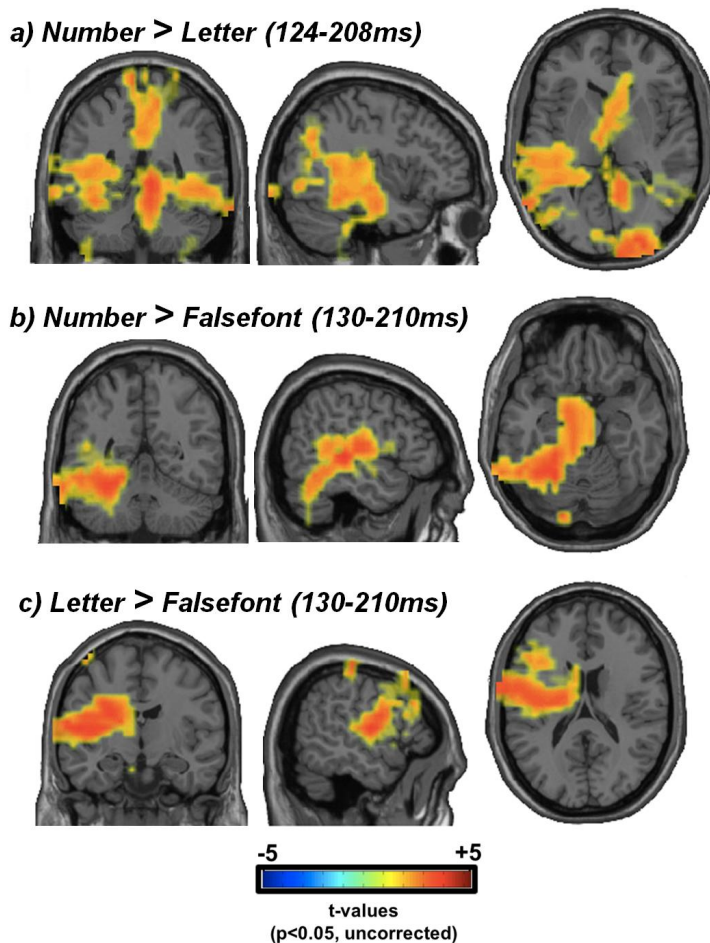 a) Number > Letter (124-208ms)
b) Number > Falsefont (130-210ms)
c) Letter > Falsefont (130-210ms)
-5 +5
t-values
(p<0.05, uncorrected)